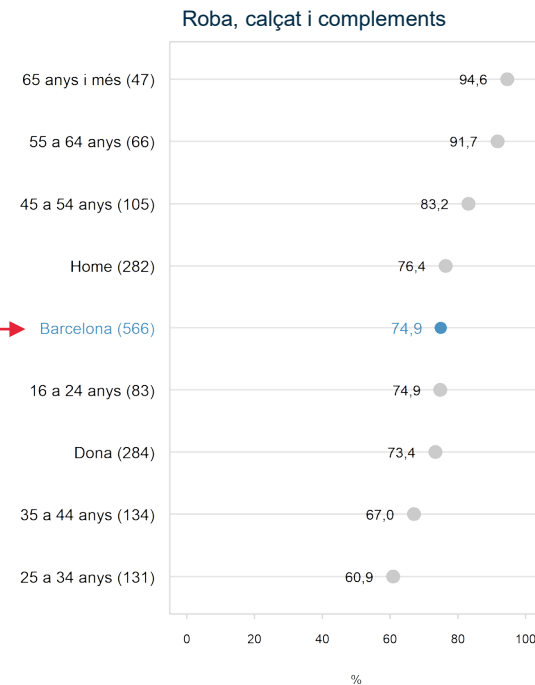 Roba, calçat i complements
65 anys i més (47) 94,6
55 a 64 anys (66) 91,7
45 a 54 anys (105) 83,2
Home (282) 76,4
Barcelona (566) 74,9
16 a 24 anys (83) 74,9
Dona (284) 73,4
35 a 44 anys (134) 67,0
25 a 34 anys (131) 60,9
0 20 40 60 80 100
%